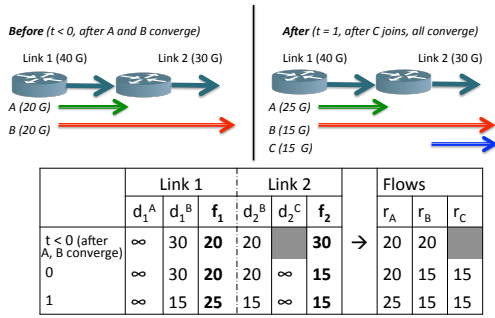 Before (t < 0, after A and B converge)
Link 1 (40 G) Link 2 (30 G)
A (20 G)
B (20 G)
After (t = 1, after C joins, all converge)
Link 1 (40 G) Link 2 (30 G)
A (25 G)
B (15 G)
C (15 G)
Link 1 Link 2 Flows
d₁ᴬ d₁ᴮ f₁ d₂ᴮ d₂ᶜ f₂ r_A r_B r_C
t < 0 (after A, B converge) ∞ 30 20 20 30 → 20 20
0 ∞ 30 20 20 ∞ 15 20 15 15
1 ∞ 15 25 15 ∞ 15 25 15 15